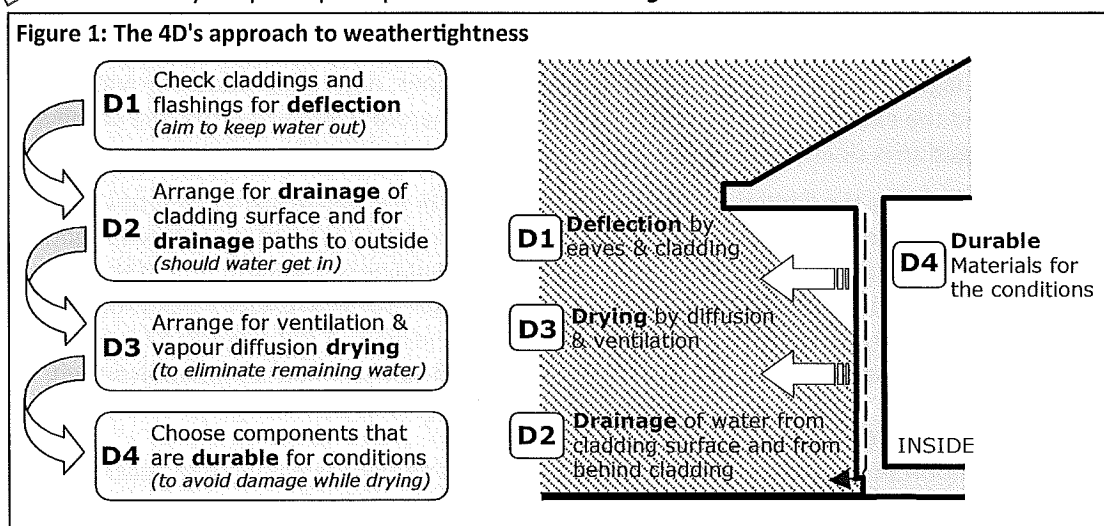 Figure 1: The 4D's approach to weathertightness
D1 Check claddings and
flashings for deflection
(aim to keep water out)
D2 Arrange for drainage of
cladding surface and for
drainage paths to outside
(should water get in)
D3 Arrange for ventilation &
vapour diffusion drying
(to eliminate remaining water)
D4 Choose components that
are durable for conditions
(to avoid damage while drying)
D1 Deflection by
eaves & cladding
D3 Drying by diffusion
& ventilation
D2 Drainage of water from
cladding surface and from
behind cladding
D4 Durable
Materials for
the conditions
INSIDE